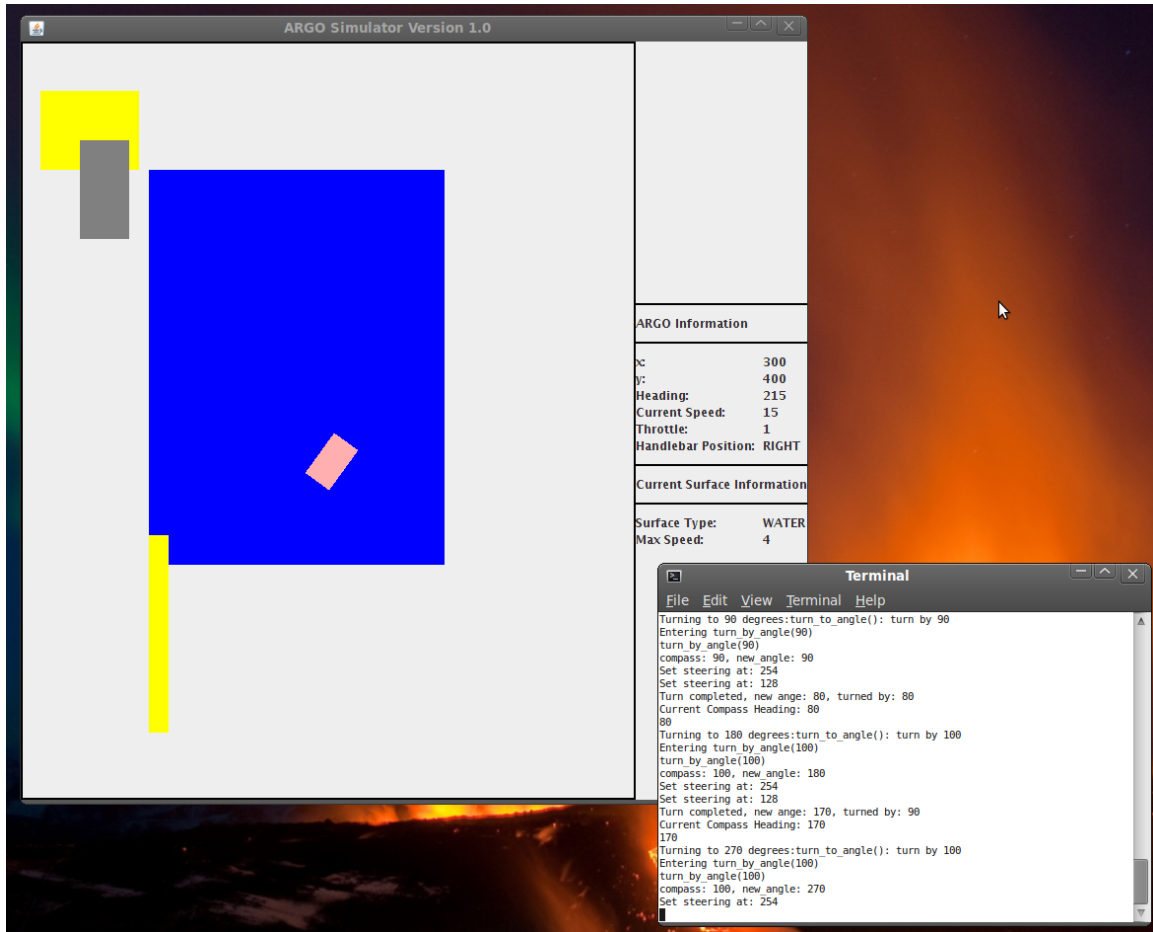 ARGO Simulator Version 1.0
ARGO Information
x: 300
y: 400
Heading: 215
Current Speed: 15
Throttle: 1
Handlebar Position: RIGHT
Current Surface Information
Surface Type: WATER
Max Speed: 4
Terminal
File Edit View Terminal Help
Turning to 90 degrees:turn_to_angle(): turn by 90
Entering turn_by_angle(90)
turn_by_angle(90)
compass: 90, new_angle: 90
Set steering at: 254
Set steering at: 128
Turn completed, new ange: 80, turned by: 80
Current Compass Heading: 80
80
Turning to 180 degrees:turn_to_angle(): turn by 100
Entering turn_by_angle(100)
turn_by_angle(100)
compass: 100, new_angle: 180
Set steering at: 254
Set steering at: 128
Turn completed, new ange: 170, turned by: 90
Current Compass Heading: 170
170
Turning to 270 degrees:turn_to_angle(): turn by 100
Entering turn_by_angle(100)
turn_by_angle(100)
compass: 100, new_angle: 270
Set steering at: 254